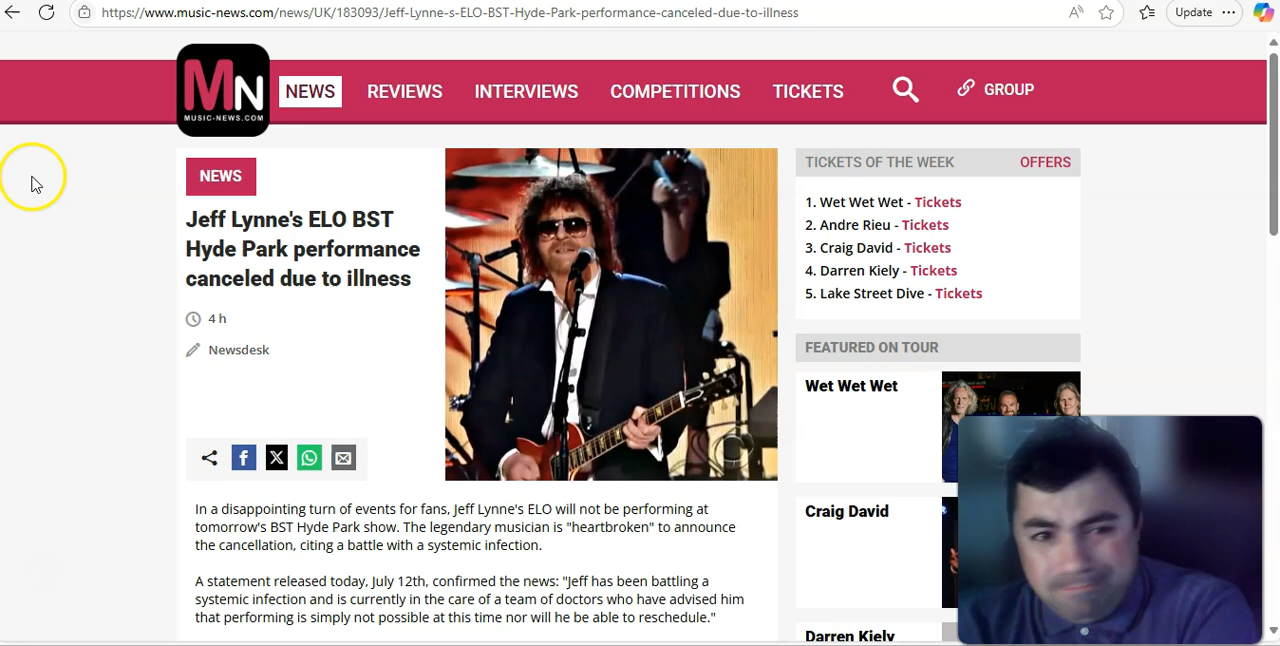 https://www.music-news.com/news/UK/183093/Jeff-Lynne-s-ELO-BST-Hyde-Park-performance-canceled-due-to-illness
Update
MN
MUSIC-NEWS.COM
NEWS
REVIEWS
INTERVIEWS
COMPETITIONS
TICKETS
GROUP
NEWS
Jeff Lynne's ELO BST
Hyde Park performance
canceled due to illness
4 h
Newsdesk
In a disappointing turn of events for fans, Jeff Lynne's ELO will not be performing at
tomorrow's BST Hyde Park show. The legendary musician is "heartbroken" to announce
the cancellation, citing a battle with a systemic infection.
A statement released today, July 12th, confirmed the news: "Jeff has been battling a
systemic infection and is currently in the care of a team of doctors who have advised him
that performing is simply not possible at this time nor will he be able to reschedule."
TICKETS OF THE WEEK OFFERS
1. Wet Wet Wet - Tickets
2. Andre Rieu - Tickets
3. Craig David - Tickets
4. Darren Kiely - Tickets
5. Lake Street Dive - Tickets
FEATURED ON TOUR
Wet Wet Wet
Craig David
Darren Kiely